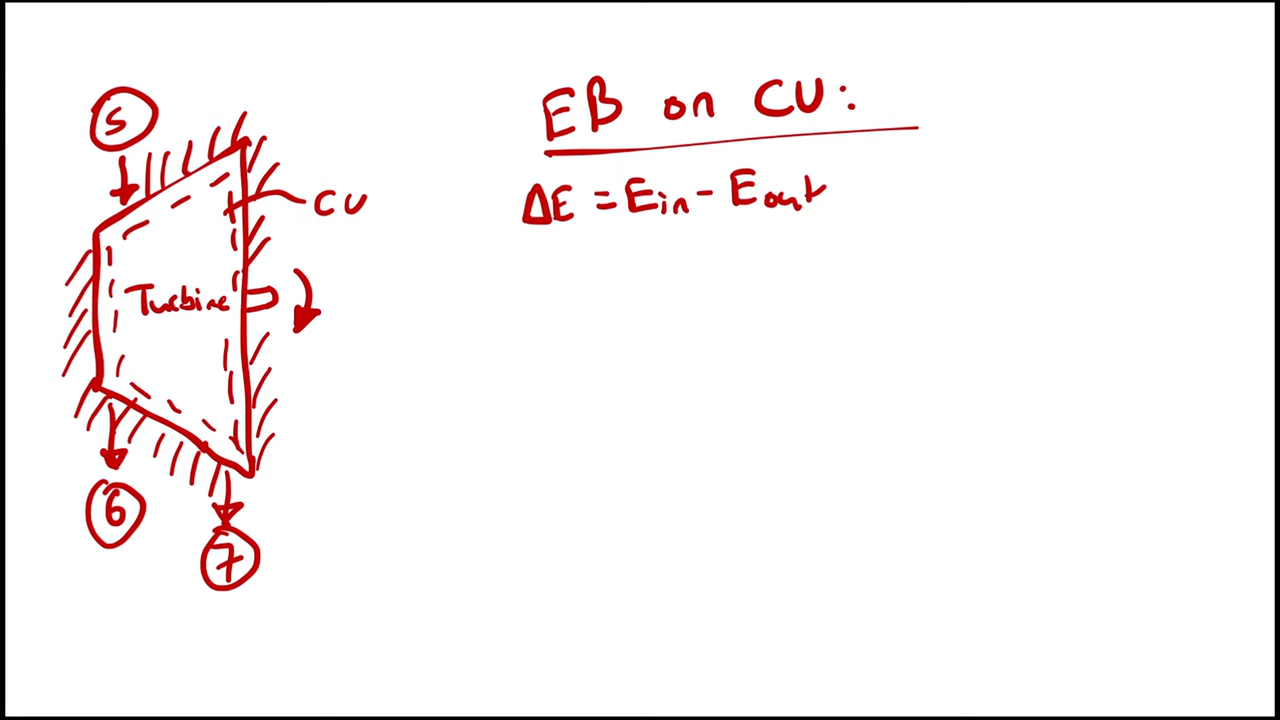 5
EB on CV:
ΔE = Ein - Eout
CV
Turbine
6
7